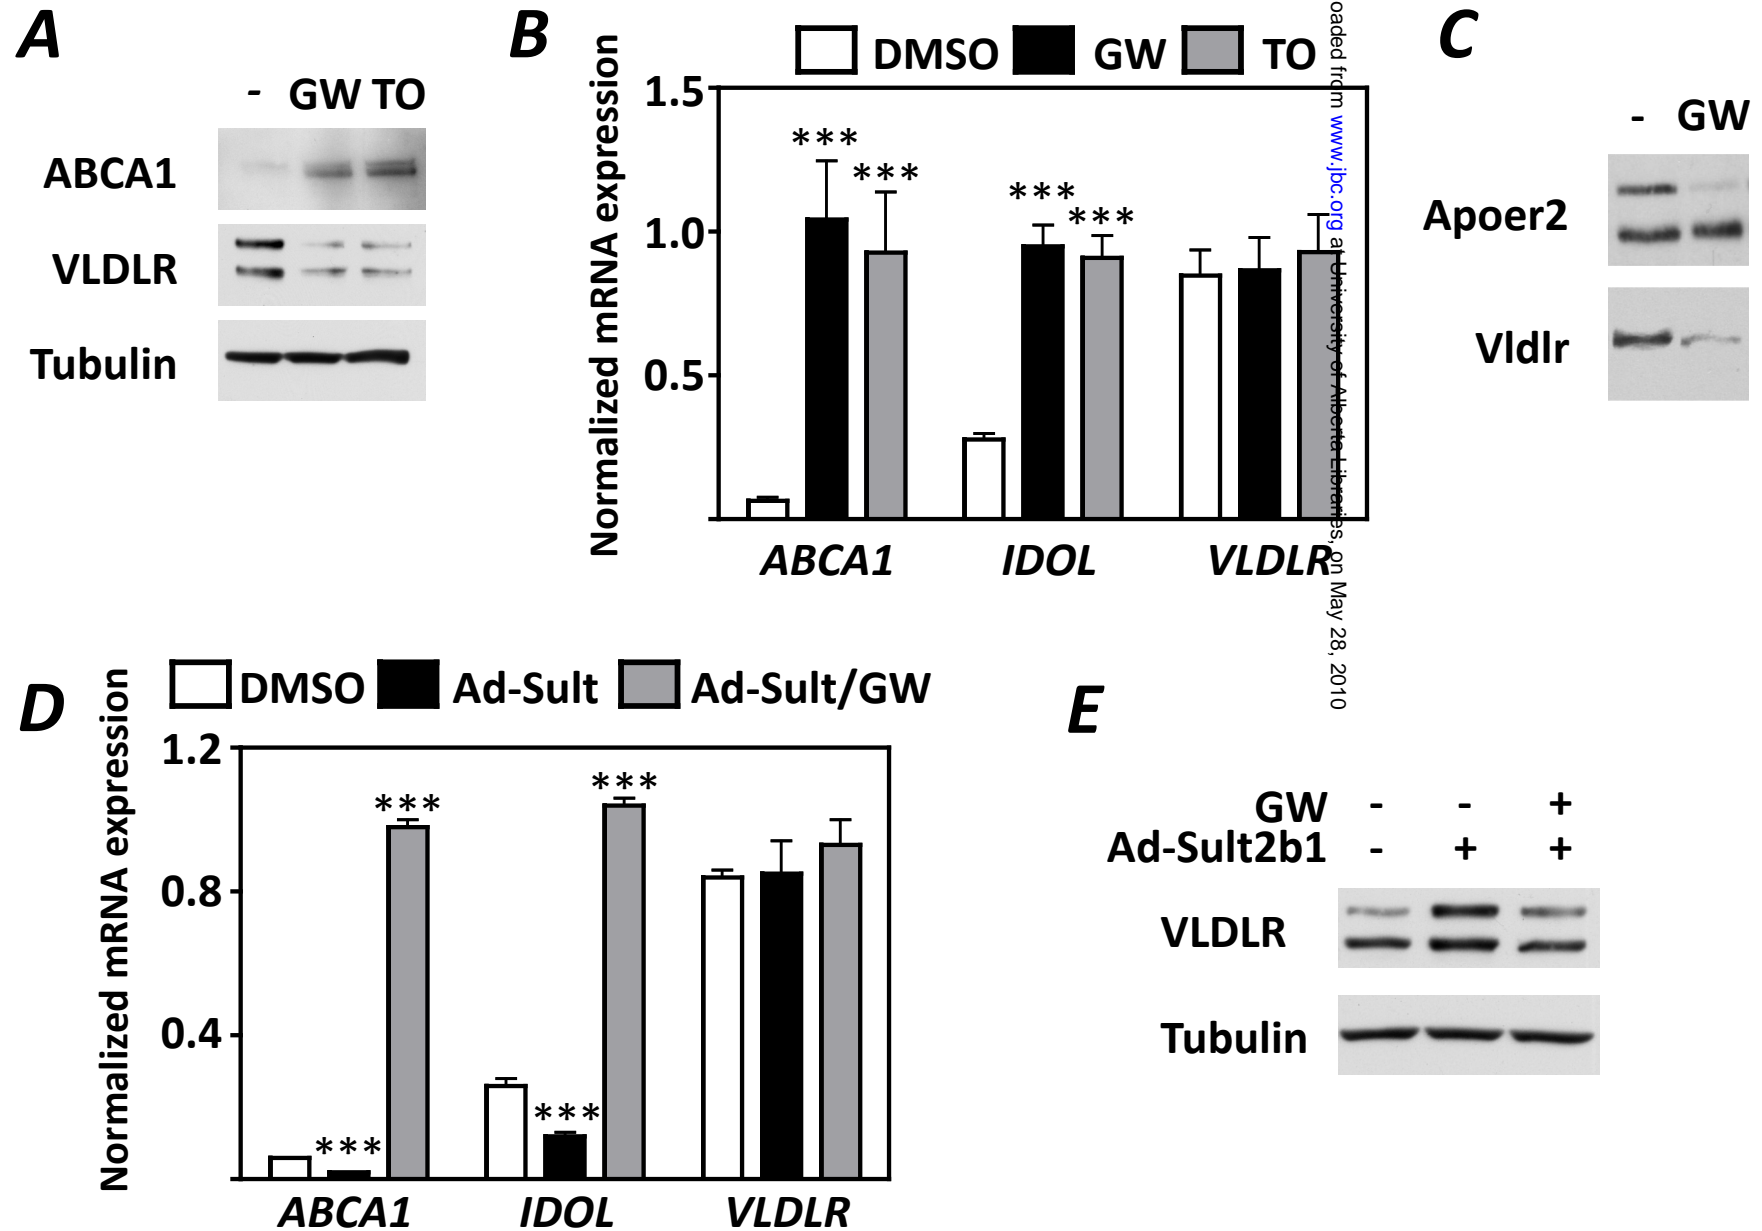 A
- GW TO
ABCA1
VLDLR
Tubulin
B
DMSO GW TO
Normalized mRNA expression
1.5
1.0
0.5
*** *** *** ***
ABCA1 IDOL VLDLR
oaded from www.jbc.org at University of Alberta Libraries, on May 28, 2010
C
- GW
Apoer2
Vldlr
D
DMSO Ad-Sult Ad-Sult/GW
Normalized mRNA expression
1.2
0.8
0.4
*** *** *** ***
ABCA1 IDOL VLDLR
E
GW - - +
Ad-Sult2b1 - + +
VLDLR
Tubulin